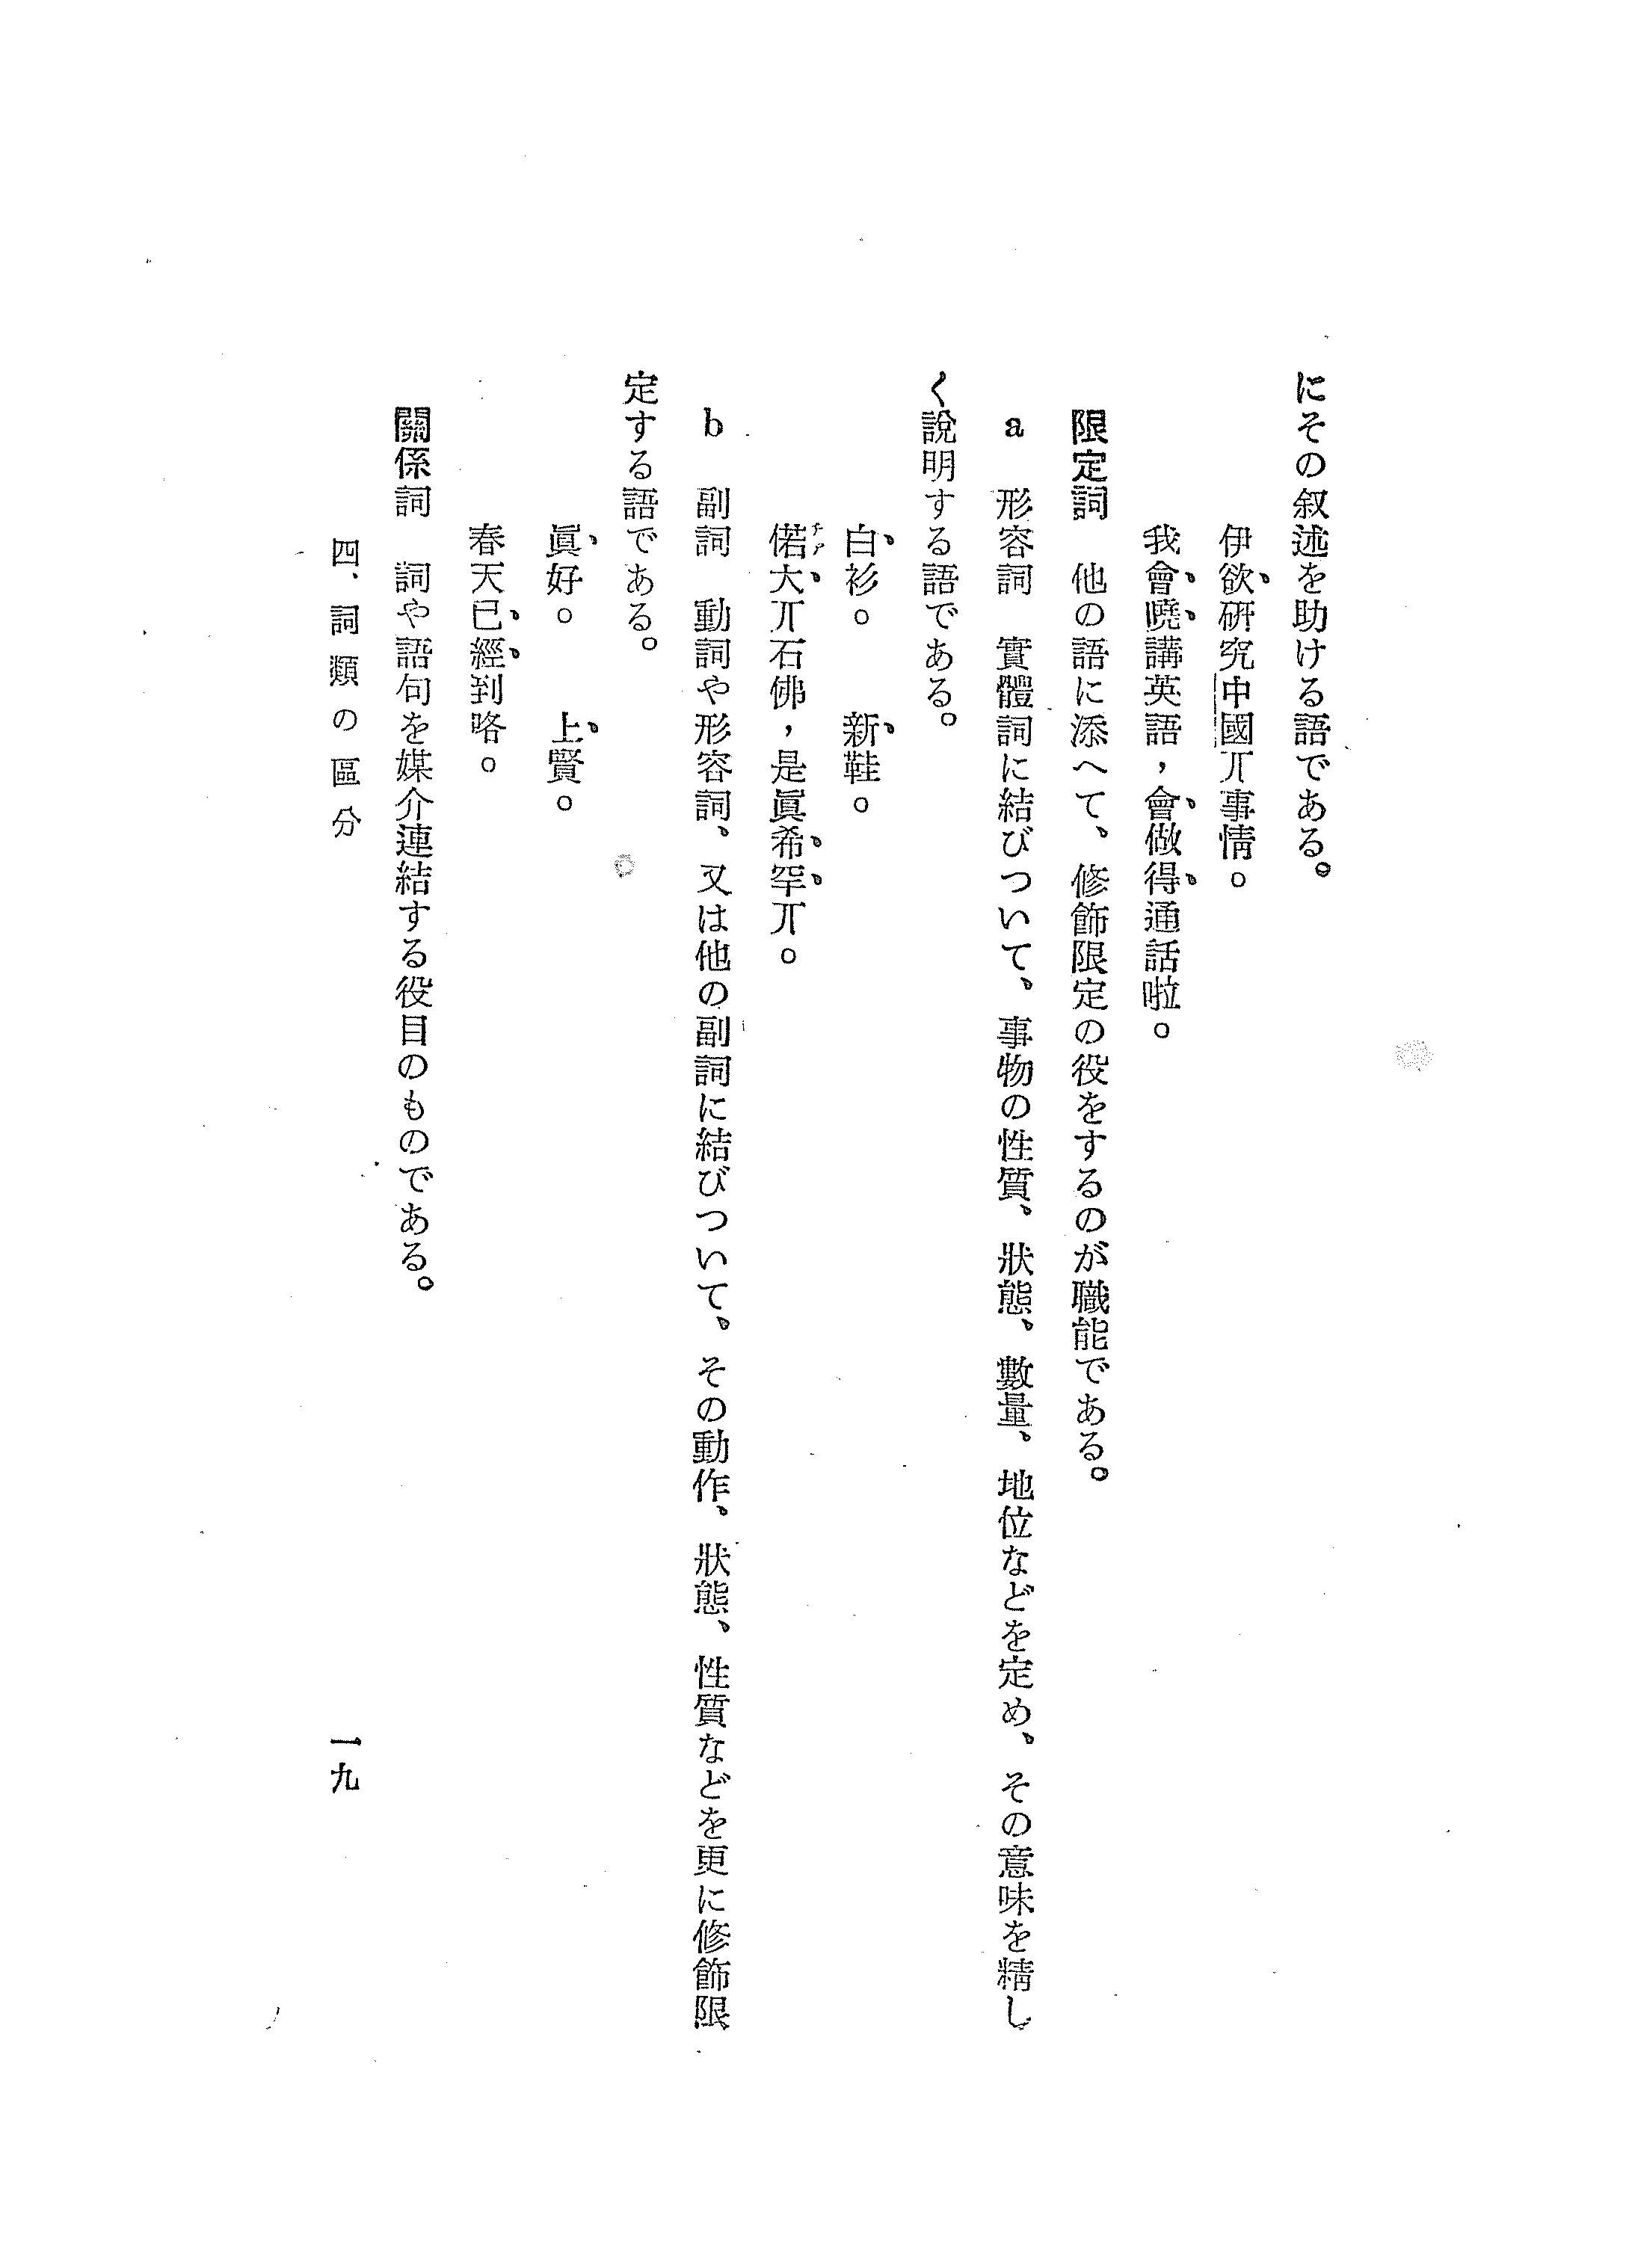 にその叙述を助ける語である。
伊欲研究中國丌事情。
我會曉講英語，會做得通話啦。
限定詞　他の語に添へて、修飾限定の役をするのが職能である。
a　形容詞　實體詞に結びついて、事物の性質、狀態、數量、地位などを定め、その意味を精し
く說明する語である。
白衫。　　新鞋。
偌大丌石佛，是眞希罕丌。
b　副詞　動詞や形容詞、又は他の副詞に結びついて、その動作、狀態、性質などを更に修飾限
定する語である。
眞好。　　上賢。
春天已經到咯。
關係詞　詞や語句を媒介連結する役目のものである。
四、詞類の區分
一九